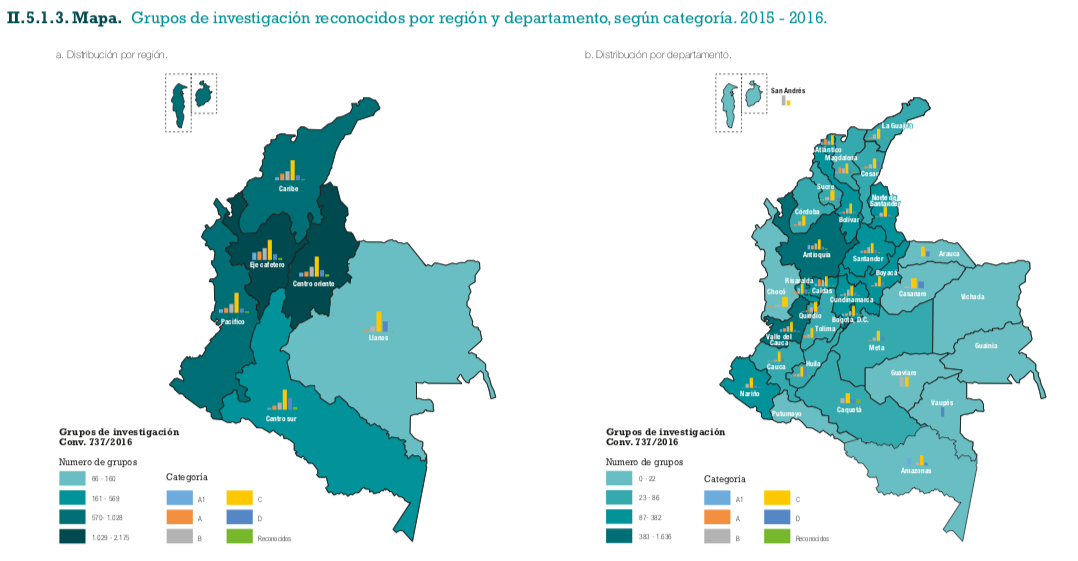 II.5.1.3. Mapa. Grupos de investigación reconocidos por región y departamento, según categoría. 2015 - 2016.
a. Distribución por región.
Caribe
Eje cafetero
Centro oriente
Pacífico
Llanos
Centro sur
Grupos de investigación
Conv. 737/2016
Numero de grupos
66 - 160
161 - 569
570- 1.028
1.029 - 2.175
Categoría
A1
A
B
C
D
Reconocidos
b. Distribución por departamento.
San Andrés
La Guajira
Atlántico
Magdalena
Cesar
Sucre
Norte de
Santander
Córdoba
Bolívar
Antioquia
Santander
Arauca
Boyacá
Risaralda
Caldas
Chocó
Cundinamarca
Casanare
Vichada
Quindío
Bogotá, D.C.
Tolima
Valle del
Cauca
Meta
Guainía
Cauca
Huila
Guaviare
Nariño
Caquetá
Vaupés
Putumayo
Amazonas
Grupos de investigación
Conv. 737/2016
Numero de grupos
0 - 22
23 - 86
87- 382
383 - 1.636
Categoría
A1
A
B
C
D
Reconocidos